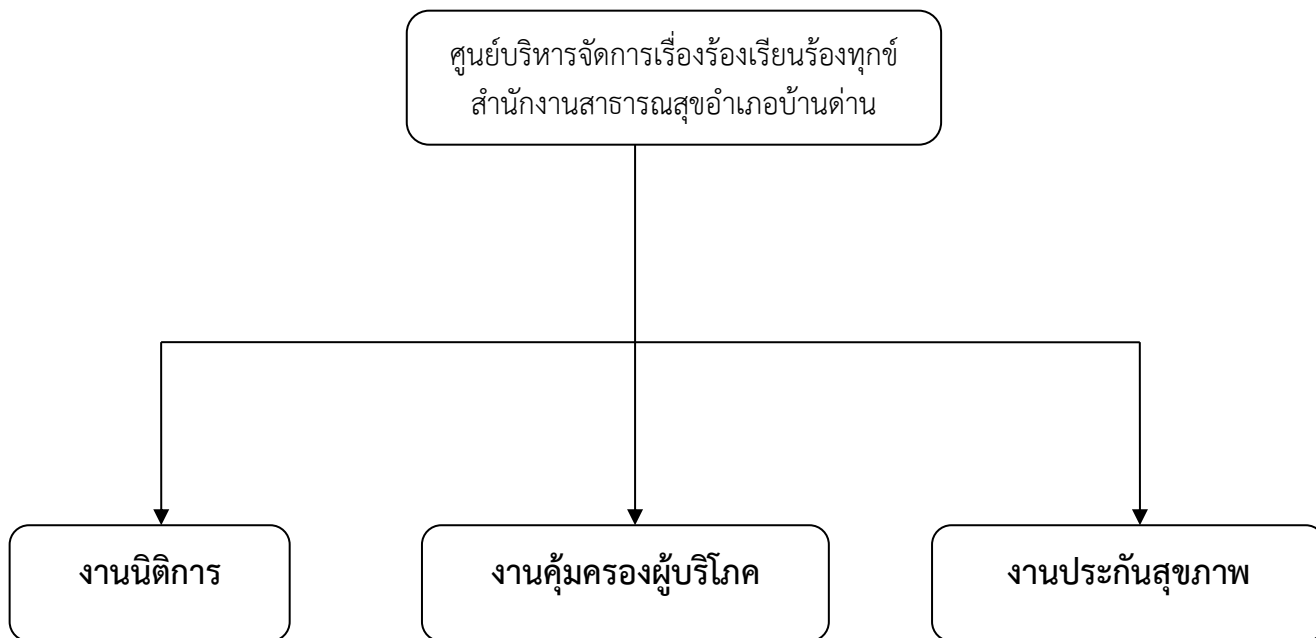 ศูนย์บริหารจัดการเรื่องร้องเรียนร้องทุกข์
สำนักงานสาธารณสุขอำเภอบ้านด่าน
งานนิติการ
งานคุ้มครองผู้บริโภค
งานประกันสุขภาพ